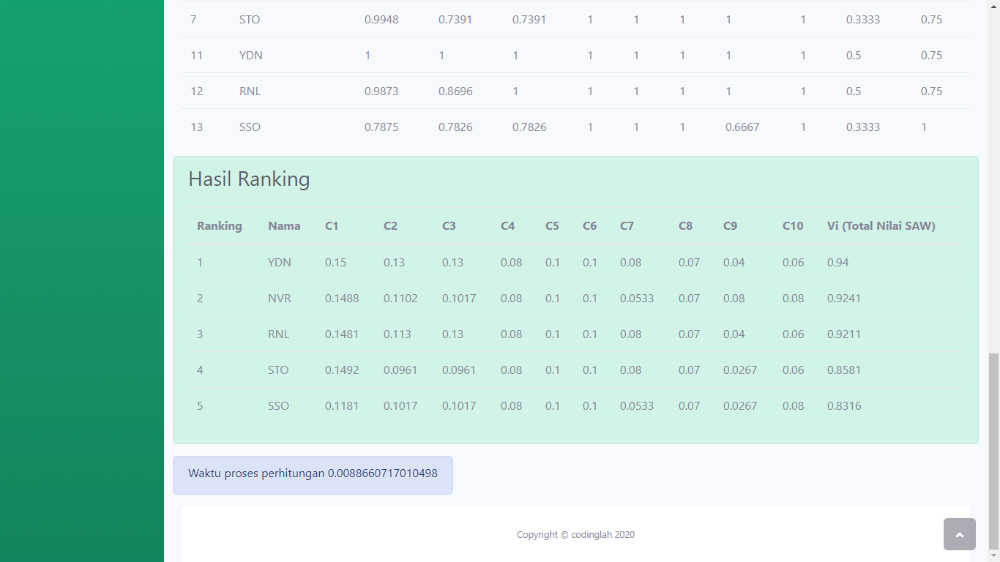 7 STO 0.9948 0.7391 0.7391 1 1 1 1 1 0.3333 0.75
11 YDN 1 1 1 1 1 1 1 1 0.5 0.75
12 RNL 0.9873 0.8696 1 1 1 1 1 1 0.5 0.75
13 SSO 0.7875 0.7826 0.7826 1 1 1 0.6667 1 0.3333 1
Hasil Ranking
Ranking Nama C1 C2 C3 C4 C5 C6 C7 C8 C9 C10 Vi (Total Nilai SAW)
1 YDN 0.15 0.13 0.13 0.08 0.1 0.1 0.08 0.07 0.04 0.06 0.94
2 NVR 0.1488 0.1102 0.1017 0.08 0.1 0.1 0.0533 0.07 0.08 0.08 0.9241
3 RNL 0.1481 0.113 0.13 0.08 0.1 0.1 0.08 0.07 0.04 0.06 0.9211
4 STO 0.1492 0.0961 0.0961 0.08 0.1 0.1 0.08 0.07 0.0267 0.06 0.8581
5 SSO 0.1181 0.1017 0.1017 0.08 0.1 0.1 0.0533 0.07 0.0267 0.08 0.8316
Waktu proses perhitungan 0.0088660717010498
Copyright © codinglah 2020